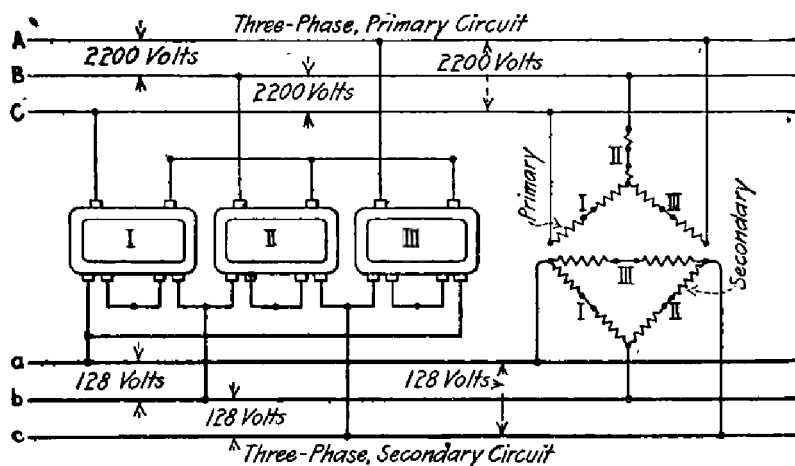 Three-Phase, Primary Circuit
A
2200 Volts
2200 Volts
B
2200 Volts
C
I
II
III
Primary
II
I
III
III
I
II
Secondary
a
128 Volts
128 Volts
b
128 Volts
c
Three-Phase, Secondary Circuit